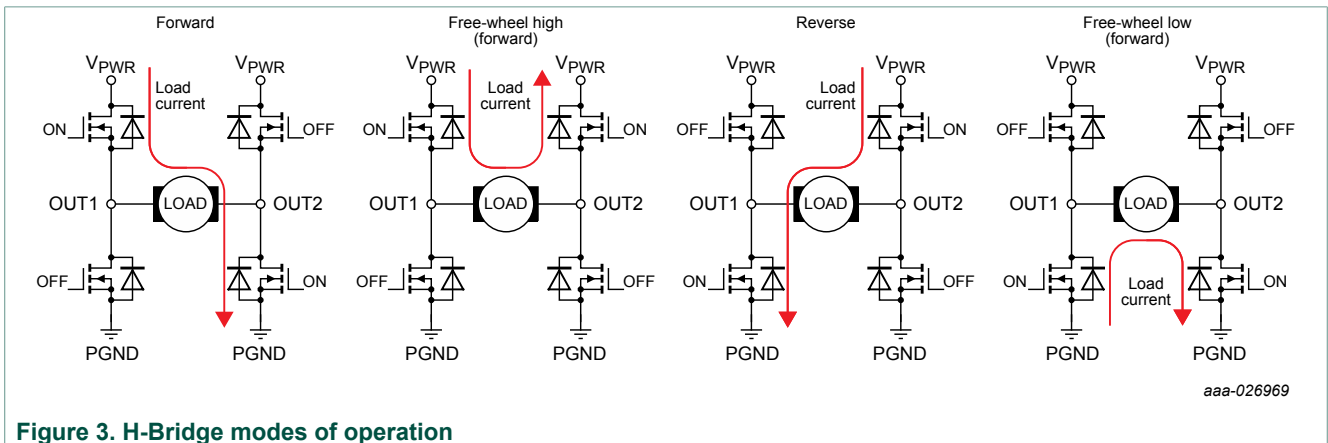 Forward
Free-wheel high
(forward)
Reverse
Free-wheel low
(forward)
VPWR VPWR VPWR VPWR VPWR VPWR VPWR VPWR
Load
current
Load
current
Load
current
ON OFF ON ON OFF ON OFF OFF
OUT1 LOAD OUT2 OUT1 LOAD OUT2 OUT1 LOAD OUT2 OUT1 LOAD OUT2
OFF ON OFF OFF ON OFF ON ON
Load
current
PGND PGND PGND PGND PGND PGND PGND PGND
aaa-026969
Figure 3. H-Bridge modes of operation